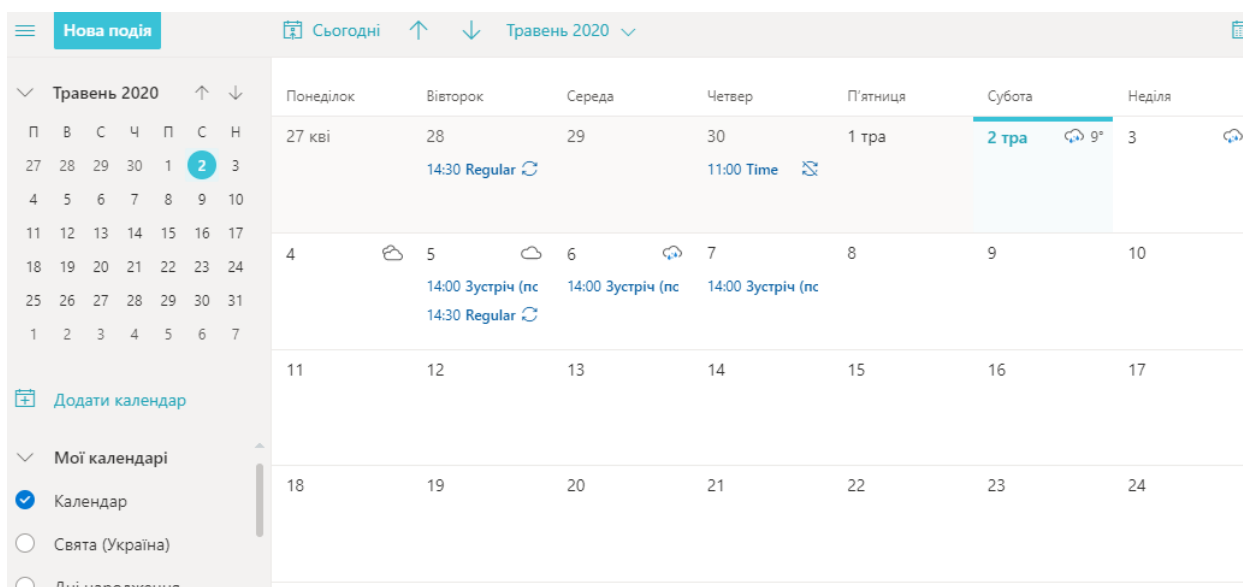 Нова подія
Сьогодні
Травень 2020
Травень 2020
П В С Ч П С Н
27 28 29 30 1 2 3
4 5 6 7 8 9 10
11 12 13 14 15 16 17
18 19 20 21 22 23 24
25 26 27 28 29 30 31
1 2 3 4 5 6 7
Додати календар
Мої календарі
Календар
Свята (Україна)
Понеділок Вівторок Середа Четвер П'ятниця Субота Неділя
27 кві 28 29 30 1 тра 2 тра 9° 3
14:30 Regular 11:00 Time
4 5 6 7 8 9 10
14:00 Зустріч (пс 14:00 Зустріч (пс 14:00 Зустріч (пс
14:30 Regular
11 12 13 14 15 16 17
18 19 20 21 22 23 24